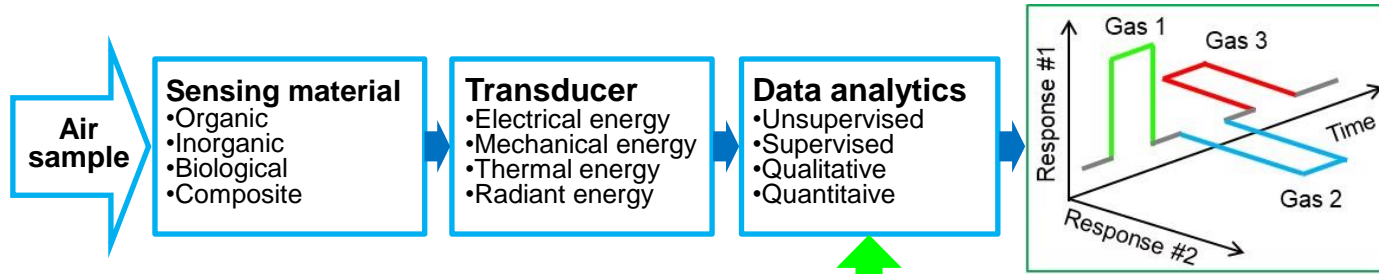 Air
sample
Sensing material
•Organic
•Inorganic
•Biological
•Composite
Transducer
•Electrical energy
•Mechanical energy
•Thermal energy
•Radiant energy
Data analytics
•Unsupervised
•Supervised
•Qualitative
•Quantitaive
Response #1
Gas 1
Gas 3
Time
Gas 2
Response #2